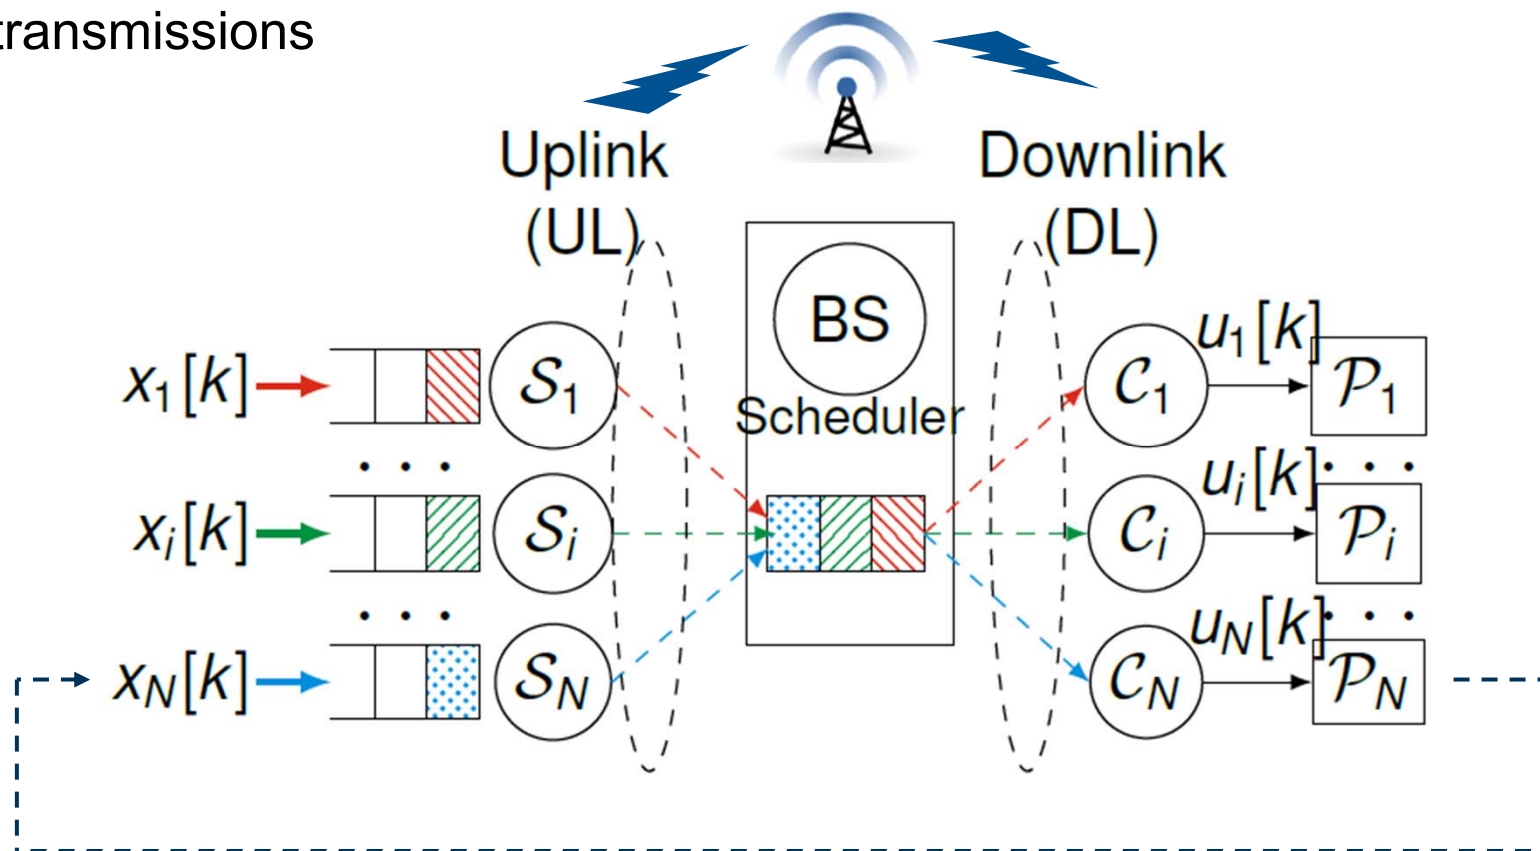 transmissions
Uplink
(UL)
Downlink
(DL)
BS
Scheduler
x₁[k]
S₁
C₁
u₁[k]
P₁
. . .
xᵢ[k]
Sᵢ
Cᵢ
uᵢ[k]
. . .
Pᵢ
. . .
x_N[k]
S_N
C_N
u_N[k]
. . .
P_N